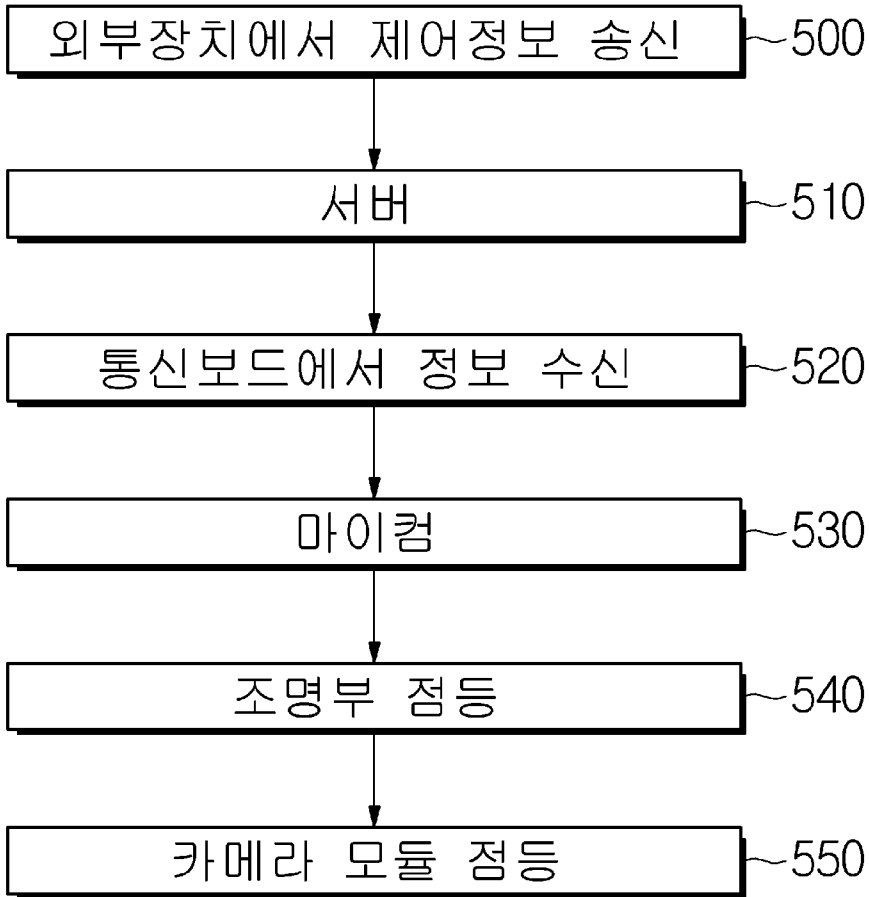 외부장치에서 제어정보 송신 500
서버 510
통신보드에서 정보 수신 520
마이컴 530
조명부 점등 540
카메라 모듈 점등 550